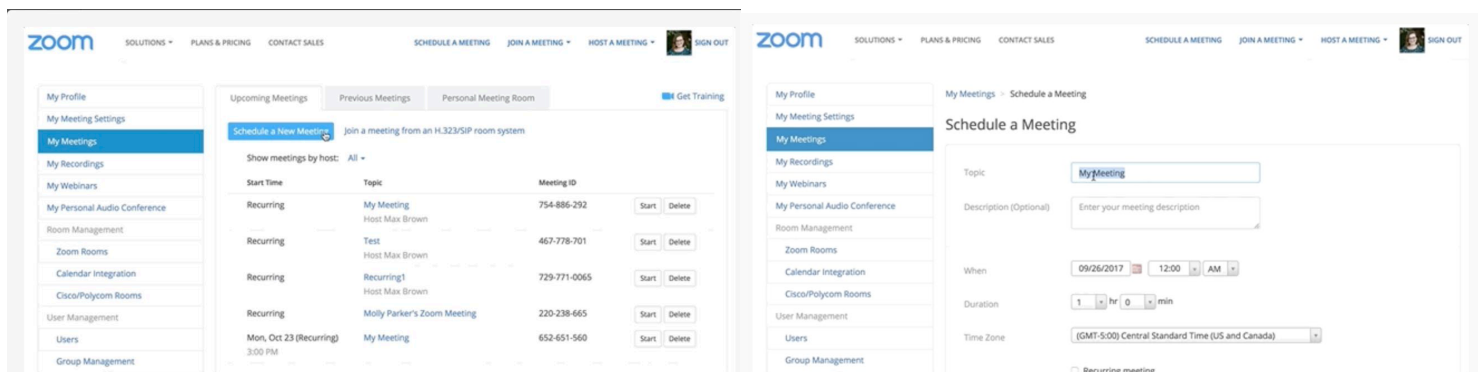 zoom SOLUTIONS PLANS & PRICING CONTACT SALES SCHEDULE A MEETING JOIN A MEETING HOST A MEETING SIGN OUT
My Profile
My Meeting Settings
My Meetings
My Recordings
My Webinars
My Personal Audio Conference
Room Management
Zoom Rooms
Calendar Integration
Cisco/Polycom Rooms
User Management
Users
Group Management
Upcoming Meetings Previous Meetings Personal Meeting Room Get Training
Schedule a New Meeting Join a meeting from an H.323/SIP room system
Show meetings by host: All
Start Time Topic Meeting ID
Recurring My Meeting 754-886-292 Start Delete
Host Max Brown
Recurring Test 467-778-701 Start Delete
Host Max Brown
Recurring Recurring1 729-771-0065 Start Delete
Host Max Brown
Recurring Molly Parker's Zoom Meeting 220-238-665 Start Delete
Mon, Oct 23 (Recurring) My Meeting 652-651-560 Start Delete
3:00 PM
zoom SOLUTIONS PLANS & PRICING CONTACT SALES SCHEDULE A MEETING JOIN A MEETING HOST A MEETING SIGN OUT
My Profile
My Meeting Settings
My Meetings
My Recordings
My Webinars
My Personal Audio Conference
Room Management
Zoom Rooms
Calendar Integration
Cisco/Polycom Rooms
User Management
Users
Group Management
My Meetings > Schedule a Meeting
Schedule a Meeting
Topic My Meeting
Description (Optional) Enter your meeting description
When 09/26/2017 12:00 AM
Duration 1 hr 0 min
Time Zone (GMT-5:00) Central Standard Time (US and Canada)
Recurring meeting